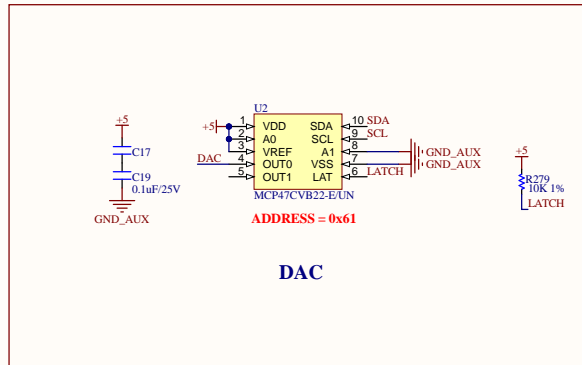 U2
+5
C17
C19
0.1uF/25V
GND_AUX
+5
DAC
1 VDD SDA 10 SDA
2 A0 SCL 9 SCL
3 VREF A1 8 GND_AUX
4 OUT0 VSS 7 GND_AUX
5 OUT1 LAT 6 LATCH
MCP47CVB22-E/UN
ADDRESS = 0x61
+5
R279
10K 1%
LATCH
DAC